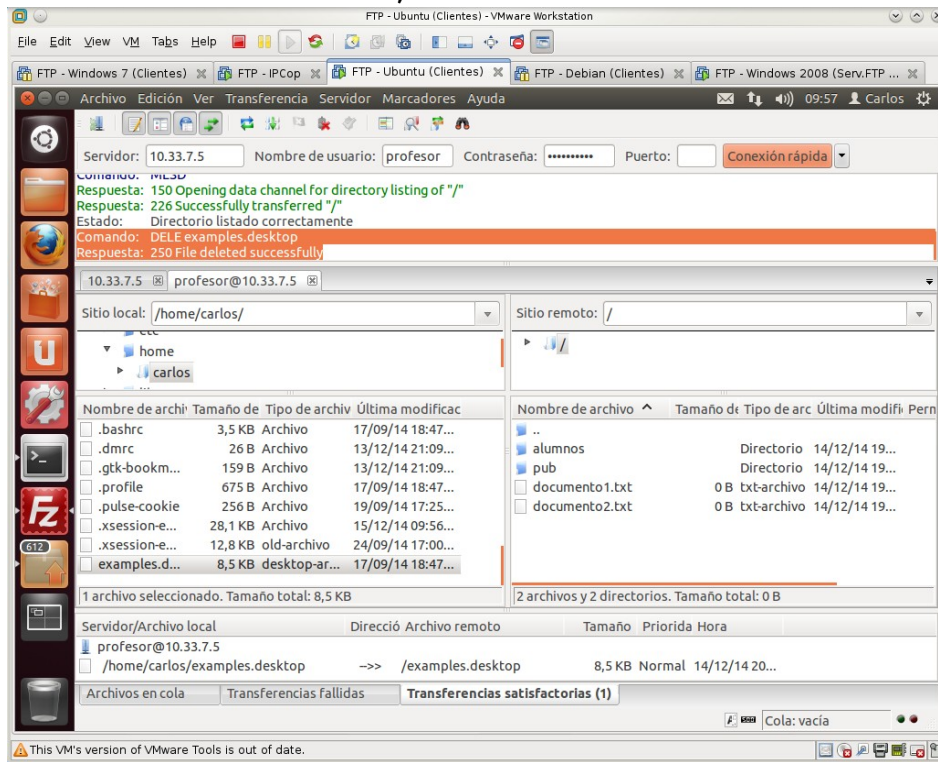 FTP - Ubuntu (Clientes) - VMware Workstation
File Edit View VM Tabs Help
FTP - Windows 7 (Clientes) FTP - IPCop FTP - Ubuntu (Clientes) FTP - Debian (Clientes) FTP - Windows 2008 (Serv.FTP ...
Archivo Edición Ver Transferencia Servidor Marcadores Ayuda 09:57 Carlos
Servidor: 10.33.7.5 Nombre de usuario: profesor Contraseña: •••••••••• Puerto: Conexión rápida
Comando: MLSD
Respuesta: 150 Opening data channel for directory listing of "/"
Respuesta: 226 Successfully transferred "/"
Estado: Directorio listado correctamente
Comando: DELE examples.desktop
Respuesta: 250 File deleted successfully
10.33.7.5 profesor@10.33.7.5
Sitio local: /home/carlos/ Sitio remoto: /
etc
home /
carlos
Nombre de archi Tamaño de Tipo de archiv Última modificac Nombre de archivo Tamaño de Tipo de arc Última modifi Perm
.bashrc 3,5 KB Archivo 17/09/14 18:47... ..
.dmrc 26 B Archivo 13/12/14 21:09... alumnos Directorio 14/12/14 19...
.gtk-bookm... 159 B Archivo 13/12/14 21:09... pub Directorio 14/12/14 19...
.profile 675 B Archivo 17/09/14 18:47... documento1.txt 0 B txt-archivo 14/12/14 19...
.pulse-cookie 256 B Archivo 19/09/14 17:25... documento2.txt 0 B txt-archivo 14/12/14 19...
.xsession-e... 28,1 KB Archivo 15/12/14 09:56...
.xsession-e... 12,8 KB old-archivo 24/09/14 17:00...
612
examples.d... 8,5 KB desktop-ar... 17/09/14 18:47...
1 archivo seleccionado. Tamaño total: 8,5 KB 2 archivos y 2 directorios. Tamaño total: 0 B
Servidor/Archivo local Direcció Archivo remoto Tamaño Priorida Hora
profesor@10.33.7.5
/home/carlos/examples.desktop -->> /examples.desktop 8,5 KB Normal 14/12/14 20...
Archivos en cola Transferencias fallidas Transferencias satisfactorias (1)
Cola: vacía
This VM's version of VMware Tools is out of date.